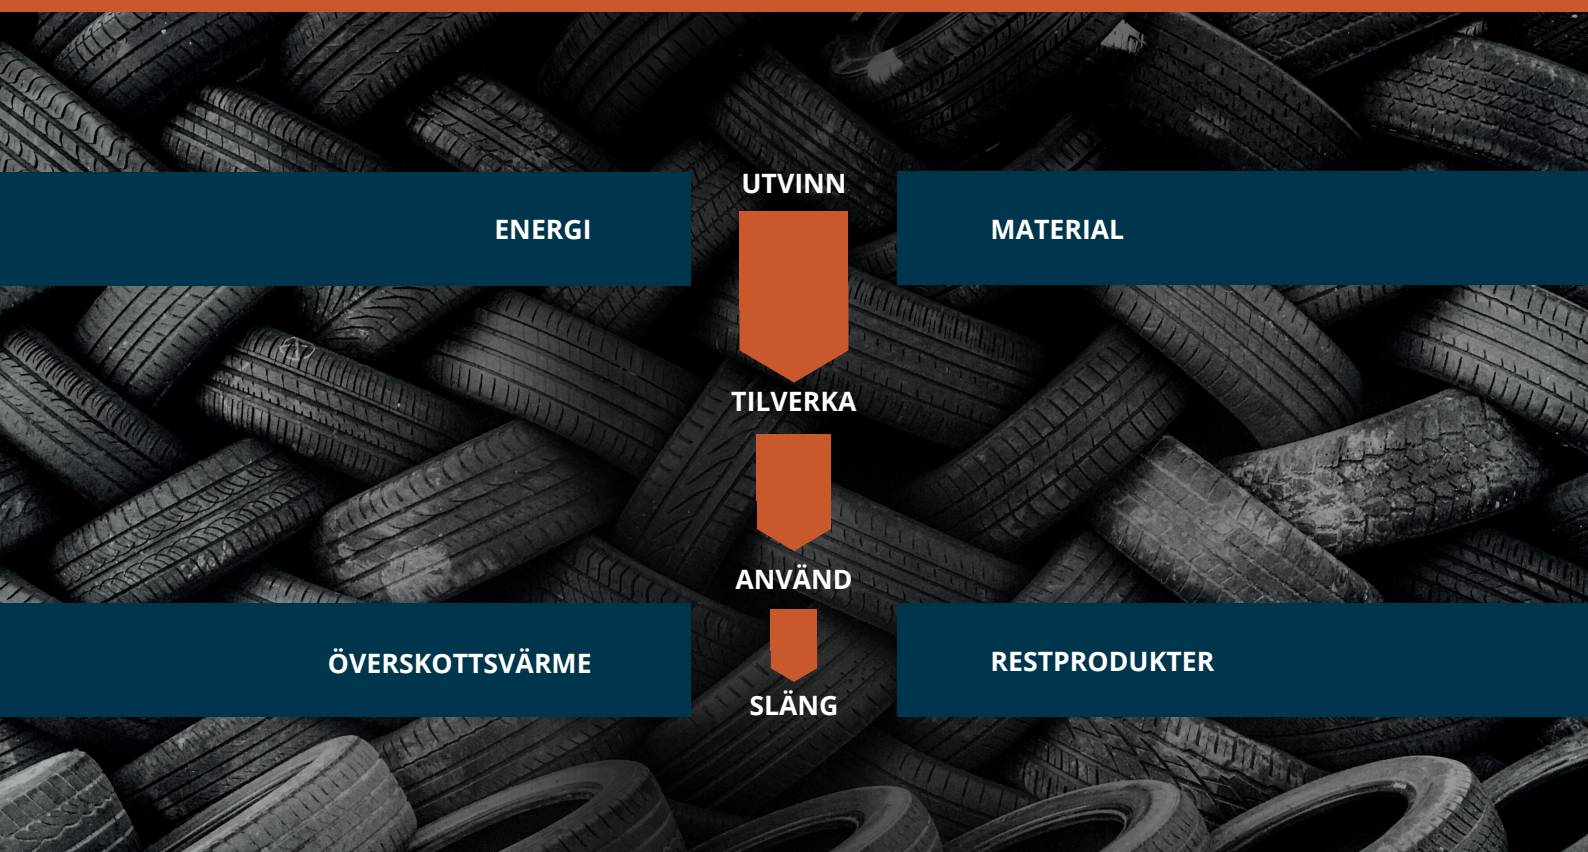 UTVINN
ENERGI
MATERIAL
TILVERKA
ANVÄND
ÖVERSKOTTSVÄRME
RESTPRODUKTER
SLÄNG